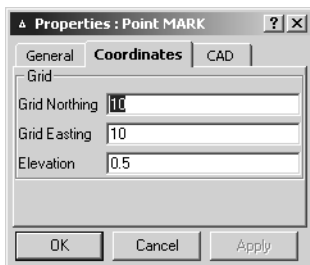 Properties : Point MARK
General Coordinates CAD
Grid
Grid Northing 10
Grid Easting 10
Elevation 0.5
OK Cancel Apply